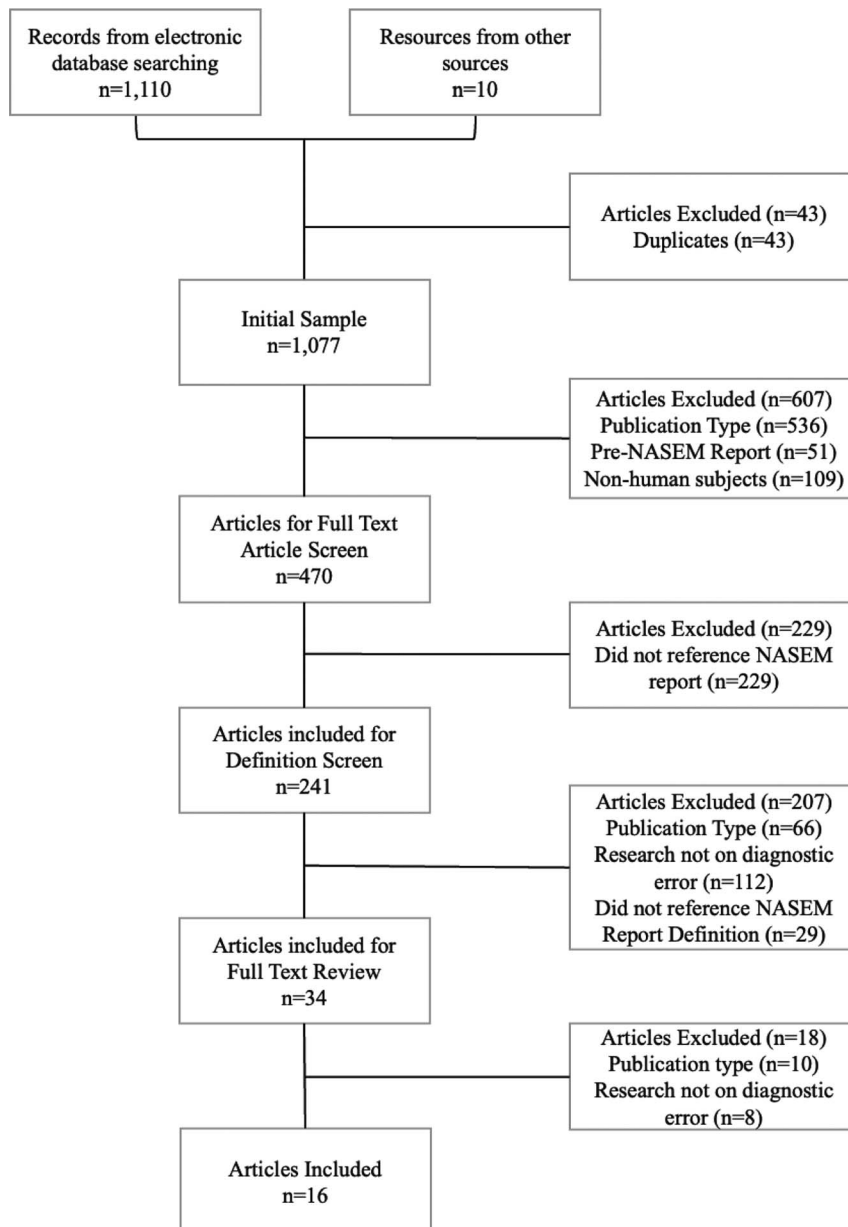 Records from electronic
database searching
n=1,110
Resources from other
sources
n=10
Articles Excluded (n=43)
Duplicates (n=43)
Initial Sample
n=1,077
Articles Excluded (n=607)
Publication Type (n=536)
Pre-NASEM Report (n=51)
Non-human subjects (n=109)
Articles for Full Text
Article Screen
n=470
Articles Excluded (n=229)
Did not reference NASEM
report (n=229)
Articles included for
Definition Screen
n=241
Articles Excluded (n=207)
Publication Type (n=66)
Research not on diagnostic
error (n=112)
Did not reference NASEM
Report Definition (n=29)
Articles included for
Full Text Review
n=34
Articles Excluded (n=18)
Publication type (n=10)
Research not on diagnostic
error (n=8)
Articles Included
n=16